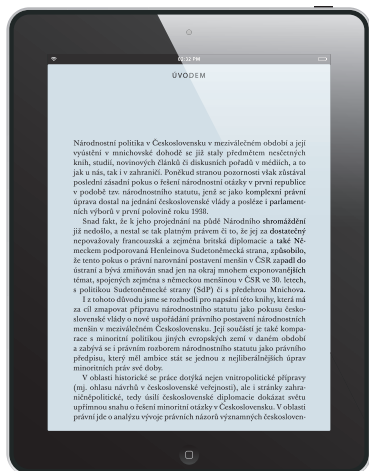 02:32 PM
ÚVODEM
Národnostní politika v Československu v meziválečném období a její
vyústění v mnichovské dohodě se již staly předmětem nesčetných
knih, studií, novinových článků či diskusních pořadů v médiích, a to
jak u nás, tak i v zahraničí. Poněkud stranou pozornosti však zůstával
poslední zásadní pokus o řešení národnostní otázky v první republice
v podobě tzv. národnostního statutu, jenž se jako komplexní právní
úprava dostal na jednání československé vlády a posléze i parlament-
ních výborů v první polovině roku 1938.
Snad fakt, že k jeho projednání na půdě Národního shromáždění
již nedošlo, a nestal se tak platným právem či to, že jej za dostatečný
nepovažovaly francouzská a zejména britská diplomacie a také Ně-
meckem podporovaná Henleinova Sudetoněmecká strana, způsobilo,
že tento pokus o právní narovnání postavení menšin v ČSR zapadl do
ústraní a bývá zmiňován snad jen na okraj mnohem exponovanějších
témat, spojených zejména s německou menšinou v ČSR ve 30. letech,
s politikou Sudetoněmecké strany (SdP) či s předehrou Mnichova.
I z tohoto důvodu jsme se rozhodli pro napsání této knihy, která má
za cíl zmapovat přípravu národnostního statutu jako pokusu česko-
slovenské vlády o nové uspořádání právního postavení národnostních
menšin v meziválečném Československu. Její součástí je také kompa-
race s minoritní politikou jiných evropských zemí v daném období
a zabývá se i právním rozborem národnostního statutu jako právního
předpisu, který měl ambice stát se jednou z nejliberálnějších úprav
minoritních práv své doby.
V oblasti historické se práce dotýká nejen vnitropolitické přípravy
(mj. ohlasu návrhů v československé veřejnosti), ale i stránky zahra-
ničněpolitické, tedy úsilí československé diplomacie dokázat světu
upřímnou snahu o řešení minoritní otázky v Československu. V oblasti
právní jde o analýzu vývoje právních názorů významných českosloven-